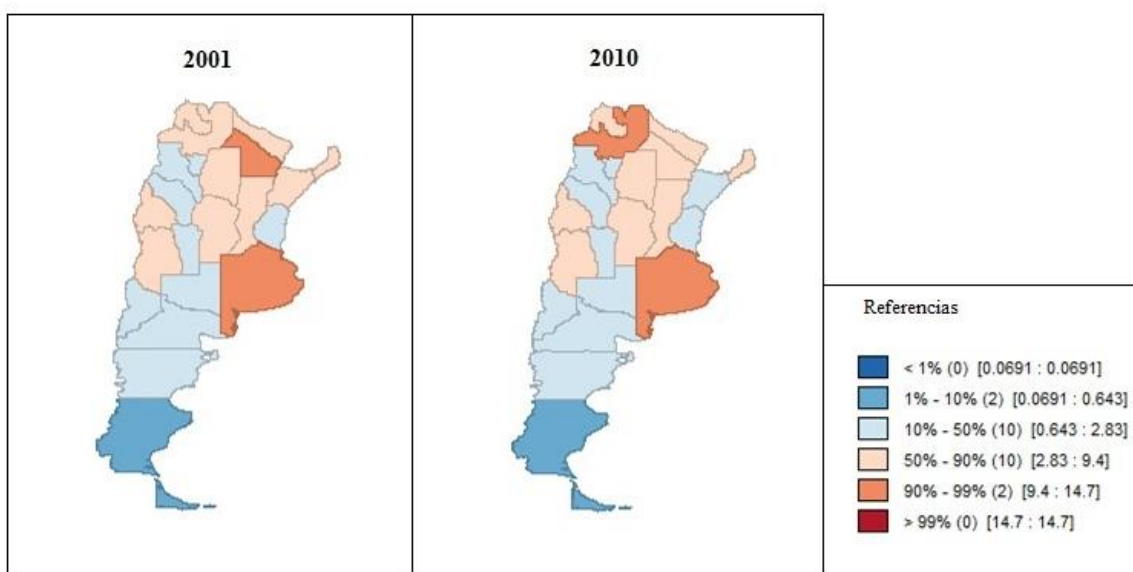 2001
2010
Referencias
< 1% (0) [0.0691 : 0.0691]
1% - 10% (2) [0.0691 : 0.643]
10% - 50% (10) [0.643 : 2.83]
50% - 90% (10) [2.83 : 9.4]
90% - 99% (2) [9.4 : 14.7]
> 99% (0) [14.7 : 14.7]